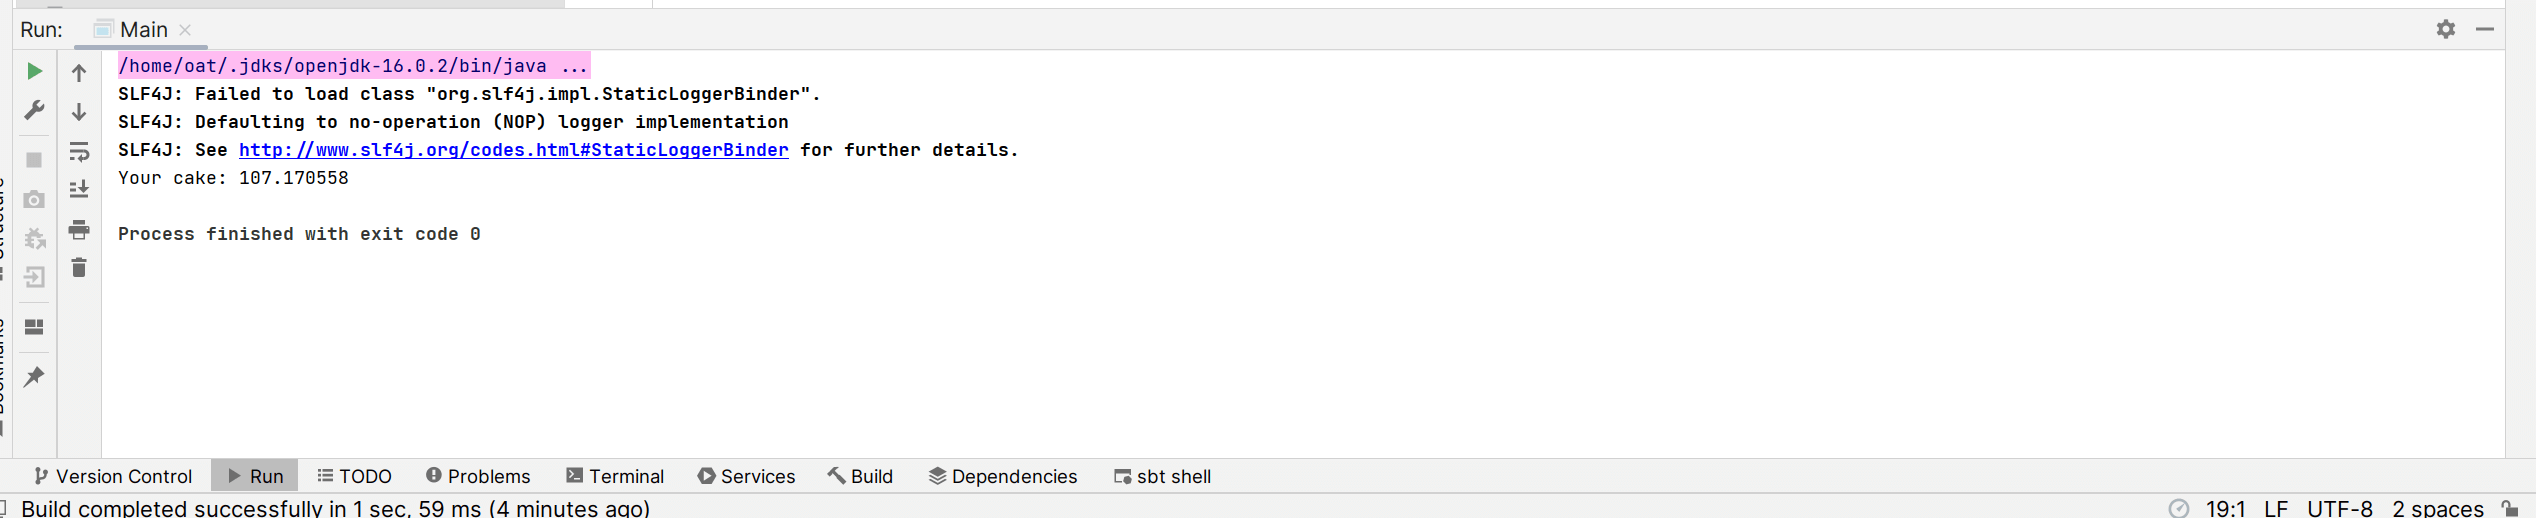 Run: Main
/home/oat/.jdks/openjdk-16.0.2/bin/java ...
SLF4J: Failed to load class "org.slf4j.impl.StaticLoggerBinder".
SLF4J: Defaulting to no-operation (NOP) logger implementation
SLF4J: See http://www.slf4j.org/codes.html#StaticLoggerBinder for further details.
Your cake: 107.170558
Process finished with exit code 0
Version Control Run TODO Problems Terminal Services Build Dependencies sbt shell
Build completed successfully in 1 sec, 59 ms (4 minutes ago) 19:1 LF UTF-8 2 spaces